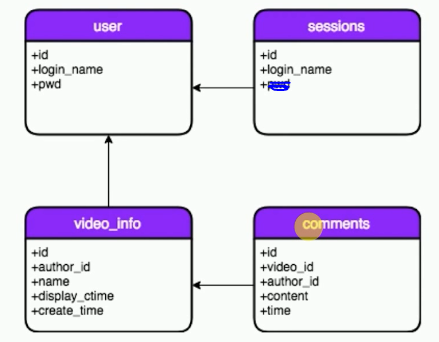 user
+id
+login_name
+pwd
sessions
+id
+login_name
video_info
+id
+author_id
+name
+display_ctime
+create_time
comments
+id
+video_id
+author_id
+content
+time